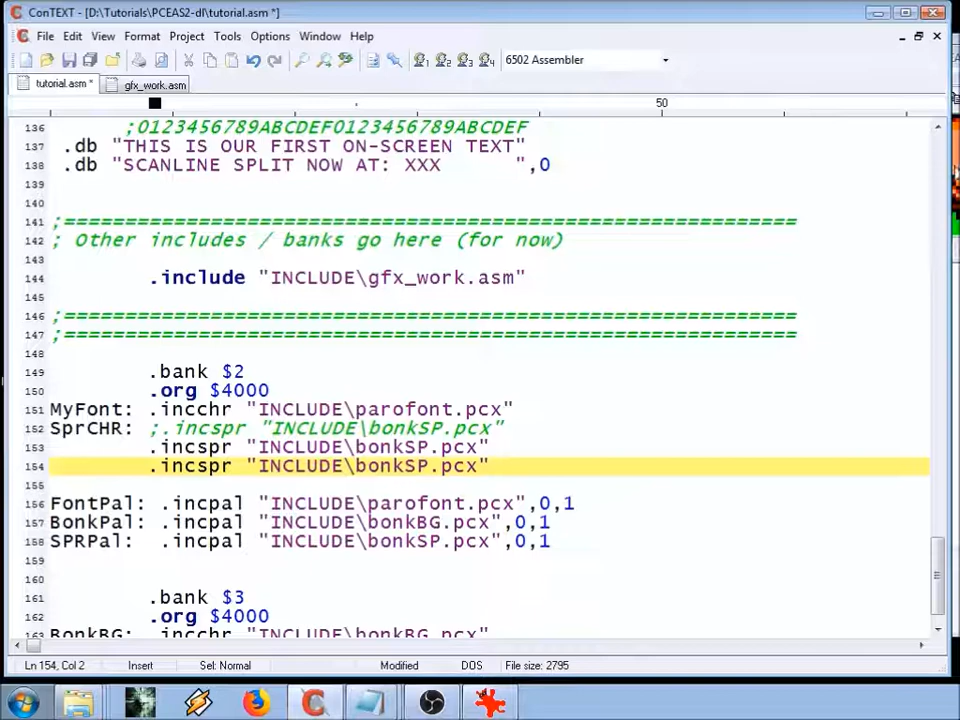 ConTEXT - [D:\Tutorials\PCEAS2-dl\tutorial.asm *]
File Edit View Format Project Tools Options Window Help
6502 Assembler
tutorial.asm * gfx_work.asm
50
136 ;0123456789ABCDEF0123456789ABCDEF
137 .db "THIS IS OUR FIRST ON-SCREEN TEXT"
138 .db "SCANLINE SPLIT NOW AT: XXX      ",0
139
140
141 ;============================================================
142 ; Other includes / banks go here (for now)
143
144 .include "INCLUDE\gfx_work.asm"
145
146 ;============================================================
147 ;============================================================
148
149 .bank $2
150 .org $4000
151 MyFont: .incchr "INCLUDE\parofont.pcx"
152 SprCHR: ;.incspr "INCLUDE\bonkSP.pcx"
153 .incspr "INCLUDE\bonkSP.pcx"
154 .incspr "INCLUDE\bonkSP.pcx"
155
156 FontPal: .incpal "INCLUDE\parofont.pcx",0,1
157 BonkPal: .incpal "INCLUDE\bonkBG.pcx",0,1
158 SPRPal: .incpal "INCLUDE\bonkSP.pcx",0,1
159
160
161 .bank $3
162 .org $4000
163 BonkBG: .incchr "INCLUDE\bonkBG.pcx"
Ln 154, Col 2 Insert Sel: Normal Modified DOS File size: 2795